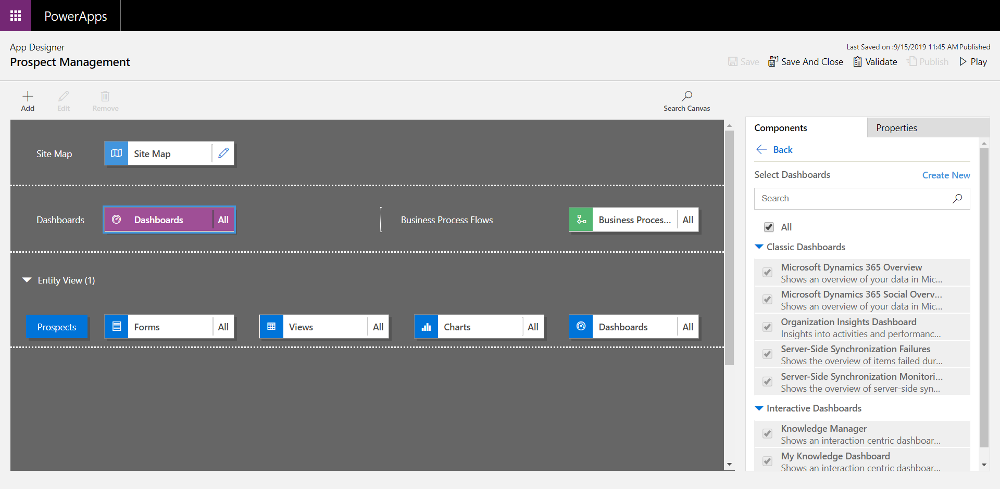 PowerApps
App Designer
Prospect Management
Last Saved on :9/15/2019 11:45 AM Published
Save
Save And Close
Validate
Publish
Play
Add
Edit
Remove
Search Canvas
Site Map
Site Map
Dashboards
Dashboards
All
Business Process Flows
Business Proces...
All
Entity View (1)
Prospects
Forms
All
Views
All
Charts
All
Dashboards
All
Components
Properties
Back
Select Dashboards
Create New
Search
All
Classic Dashboards
Microsoft Dynamics 365 Overview
Shows an overview of your data in Mic...
Microsoft Dynamics 365 Social Overv...
Shows an overview of your data in Mic...
Organization Insights Dashboard
Insights into activities and performanc...
Server-Side Synchronization Failures
Shows the overview of items failed dur...
Server-Side Synchronization Monitori...
Shows the overview of server-side syn...
Interactive Dashboards
Knowledge Manager
Shows an interaction centric dashboar...
My Knowledge Dashboard
Shows an interaction centric dashboar...